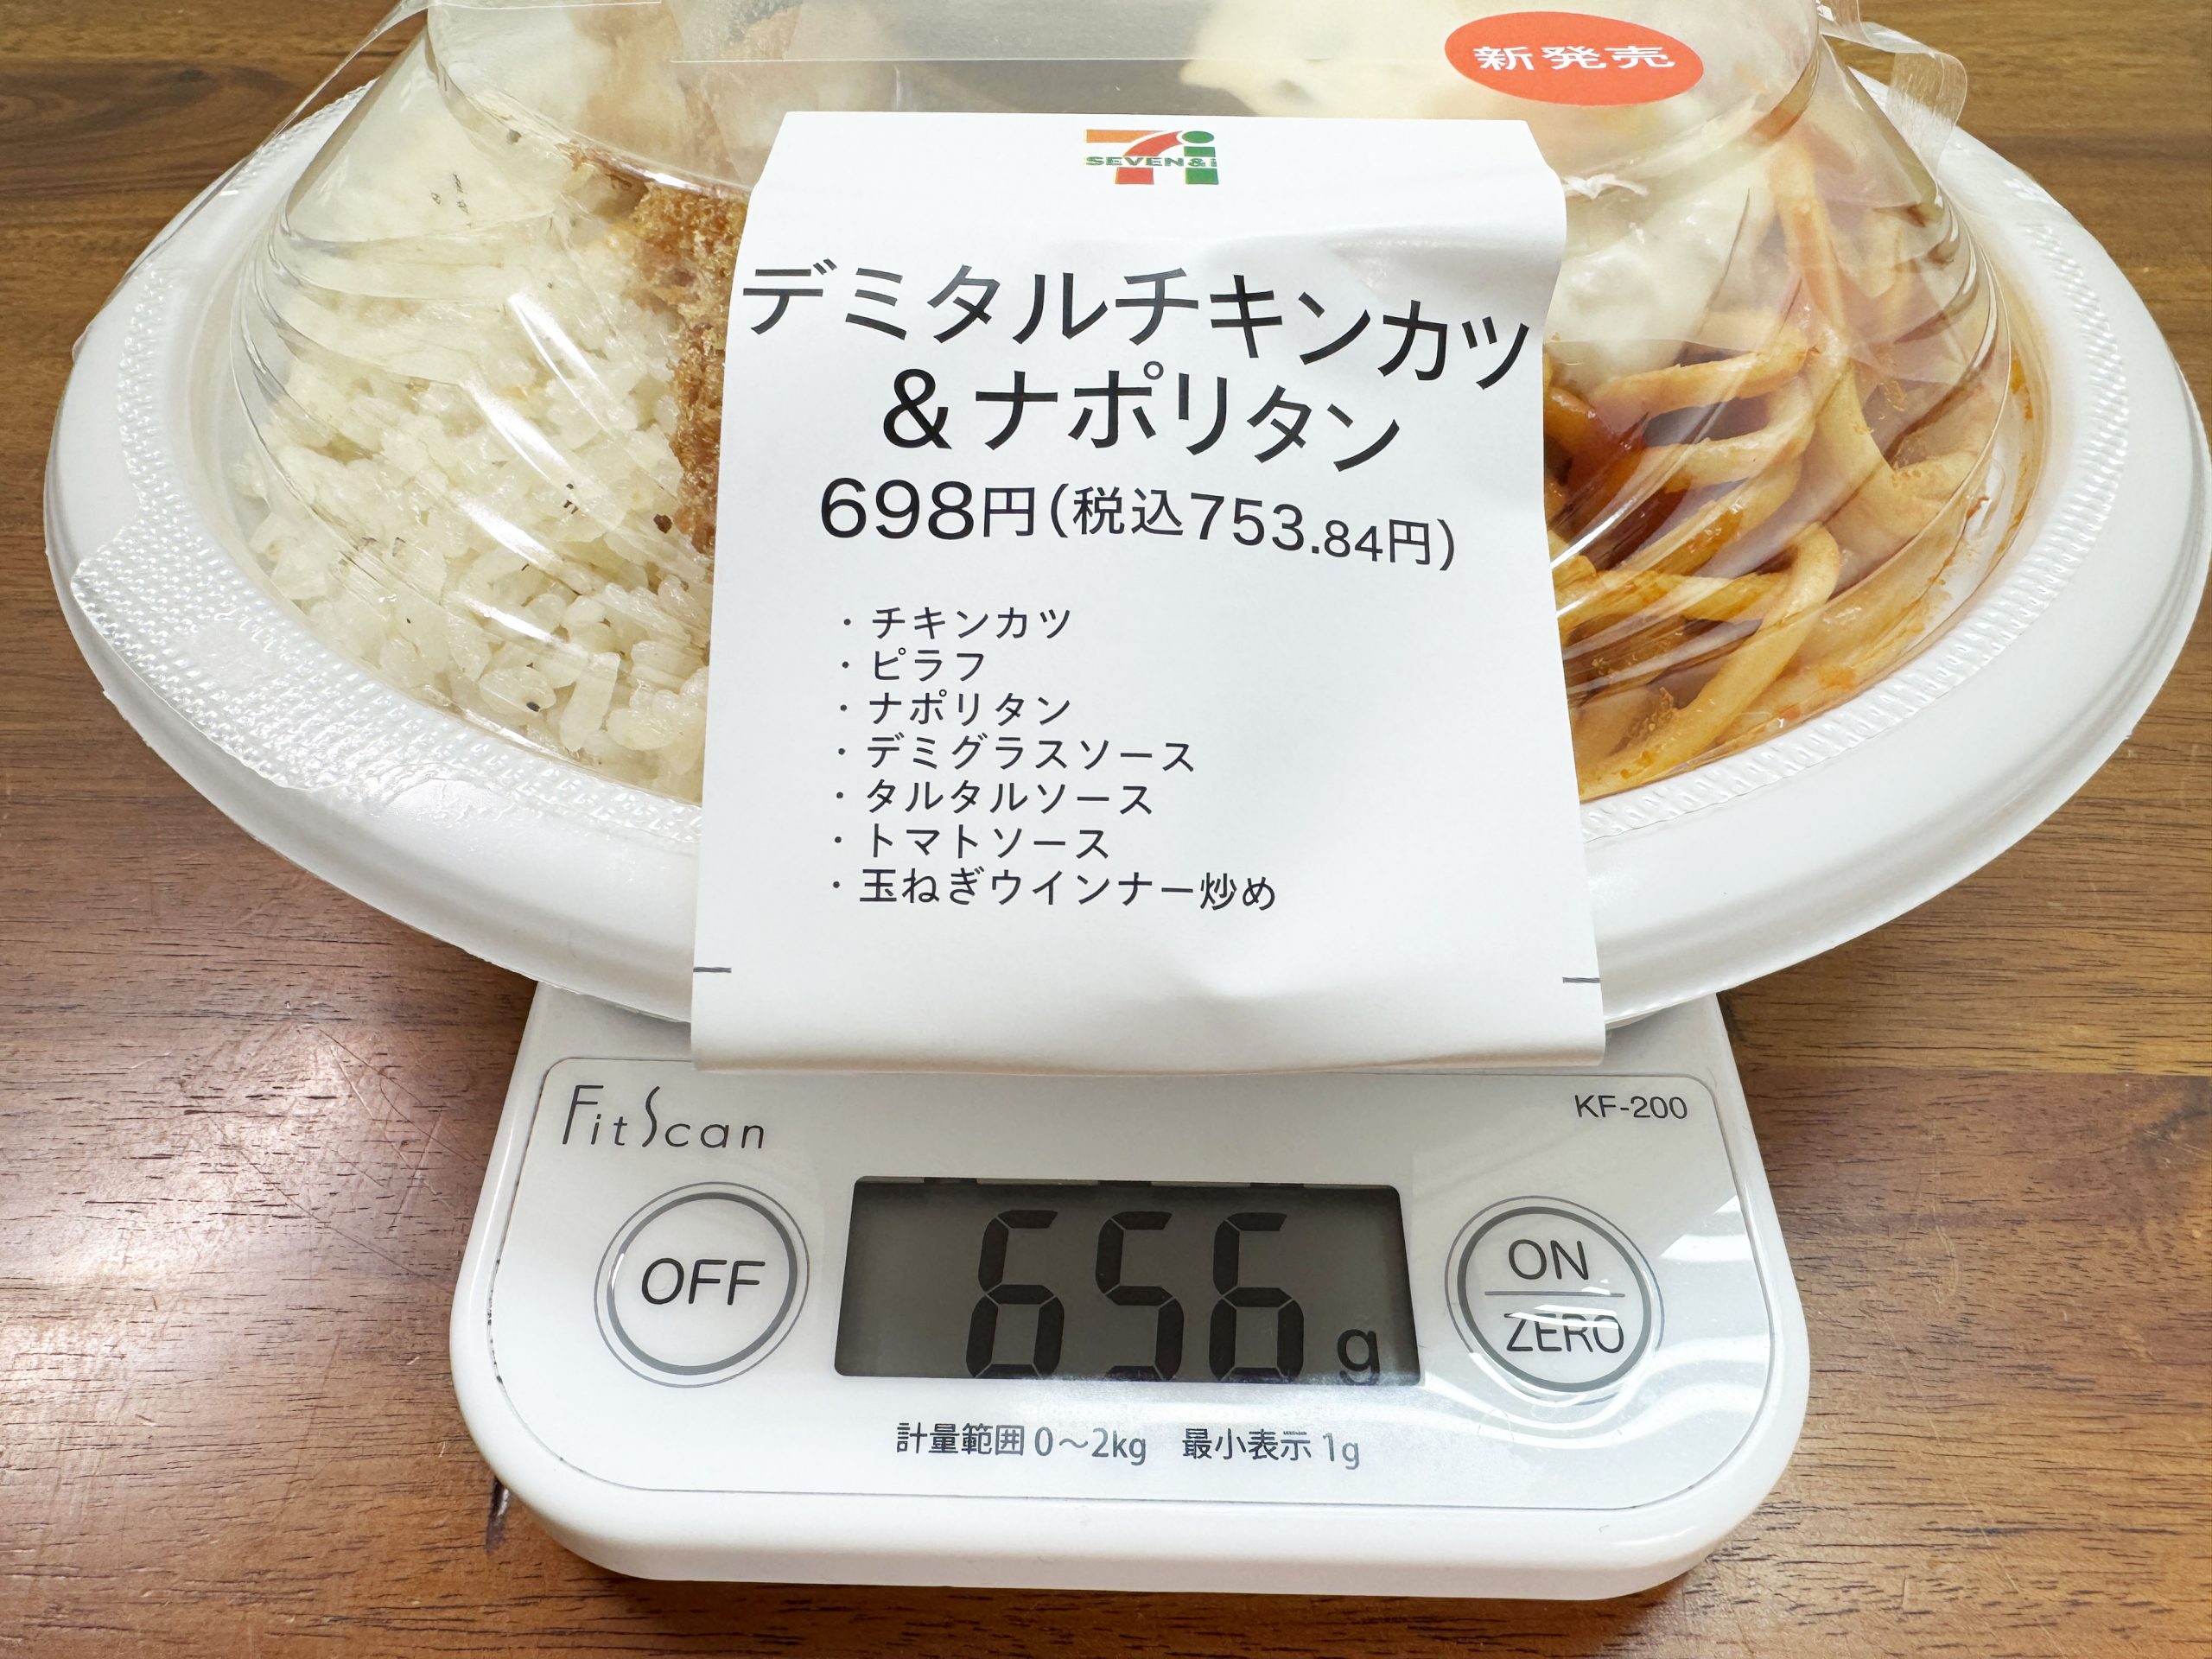 新発売
SEVEN&i
デミタルチキンカツ
&ナポリタン
698円(税込753.84円)
・チキンカツ
・ピラフ
・ナポリタン
・デミグラスソース
・タルタルソース
・トマトソース
・玉ねぎウインナー炒め
FitScan
KF-200
OFF
656g
ON
ZERO
計量範囲 0〜2kg 最小表示 1g